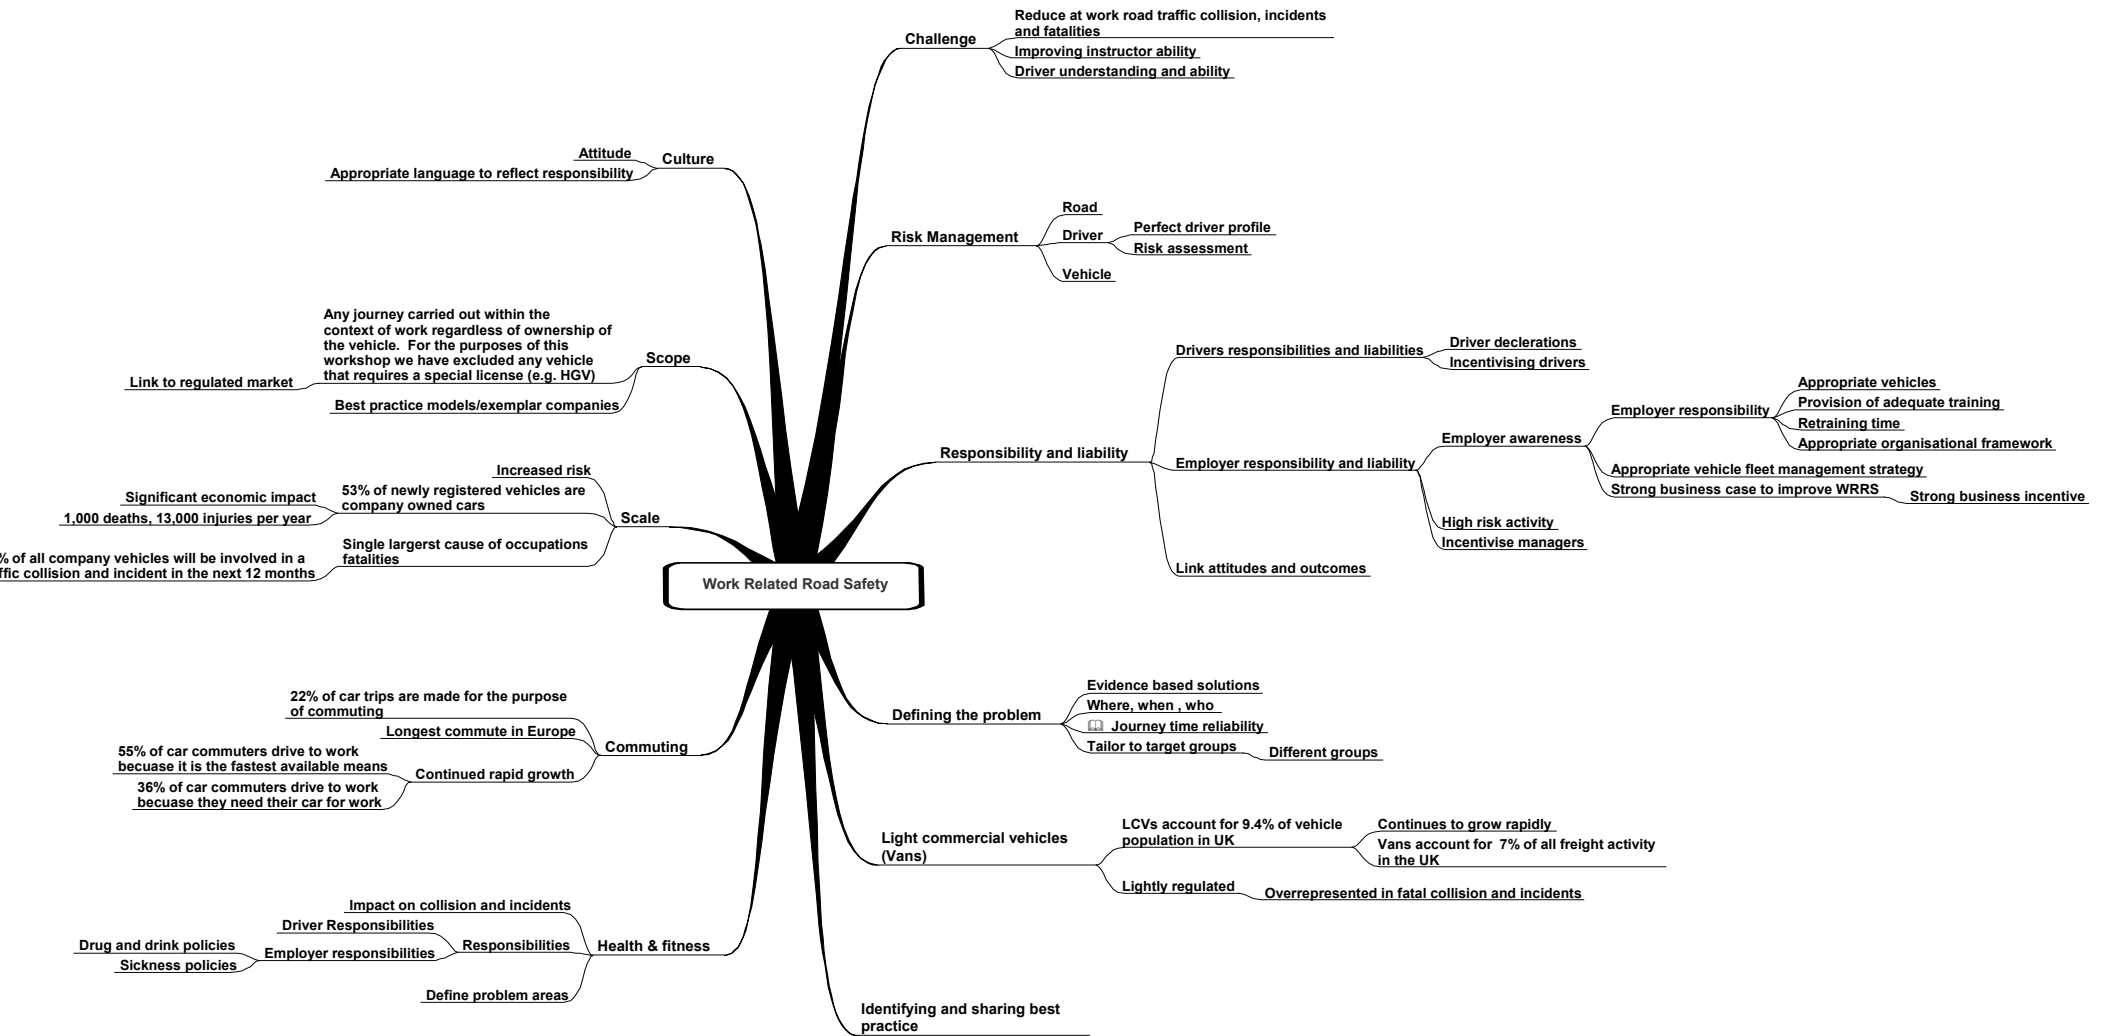 Work Related Road Safety
Challenge
Reduce at work road traffic collision, incidents
and fatalities
Improving instructor ability
Driver understanding and ability
Risk Management
Road
Driver
Perfect driver profile
Risk assessment
Vehicle
Responsibility and liability
Drivers responsibilities and liabilities
Driver declerations
Incentivising drivers
Employer responsibility and liability
Employer awareness
Employer responsibility
Appropriate vehicles
Provision of adequate training
Retraining time
Appropriate organisational framework
Appropriate vehicle fleet management strategy
Strong business case to improve WRRS
Strong business incentive
High risk activity
Incentivise managers
Link attitudes and outcomes
Defining the problem
Evidence based solutions
Where, when , who
Journey time reliability
Tailor to target groups
Different groups
Light commercial vehicles
(Vans)
LCVs account for 9.4% of vehicle
population in UK
Continues to grow rapidly
Vans account for  7% of all freight activity
in the UK
Lightly regulated
Overrepresented in fatal collision and incidents
Identifying and sharing best
practice
Culture
Attitude
Appropriate language to reflect responsibility
Scope
Any journey carried out within the
context of work regardless of ownership of
the vehicle.  For the purposes of this
workshop we have excluded any vehicle
that requires a special license (e.g. HGV)
Link to regulated market
Best practice models/exemplar companies
Scale
Increased risk
53% of newly registered vehicles are
company owned cars
Significant economic impact
1,000 deaths, 13,000 injuries per year
Single largerst cause of occupations
fatalities
% of all company vehicles will be involved in a
collision and incident in the next 12 months
Commuting
22% of car trips are made for the purpose
of commuting
Longest commute in Europe
Continued rapid growth
55% of car commuters drive to work
becuase it is the fastest available means
36% of car commuters drive to work
becuase they need their car for work
Health & fitness
Impact on collision and incidents
Responsibilities
Driver Responsibilities
Employer responsibilities
Drug and drink policies
Sickness policies
Define problem areas